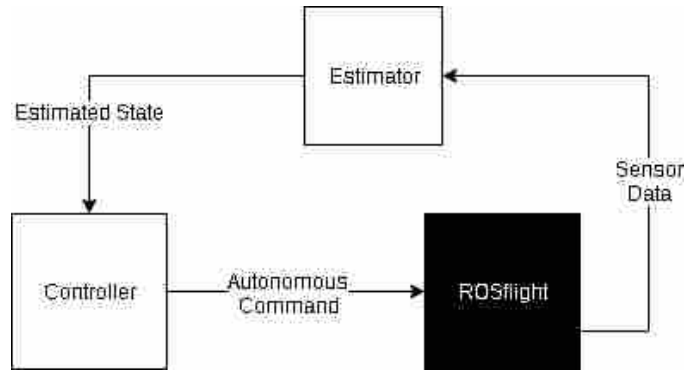 Estimator
Estimated State
Sensor
Data
Controller
Autonomous
Command
ROSflight